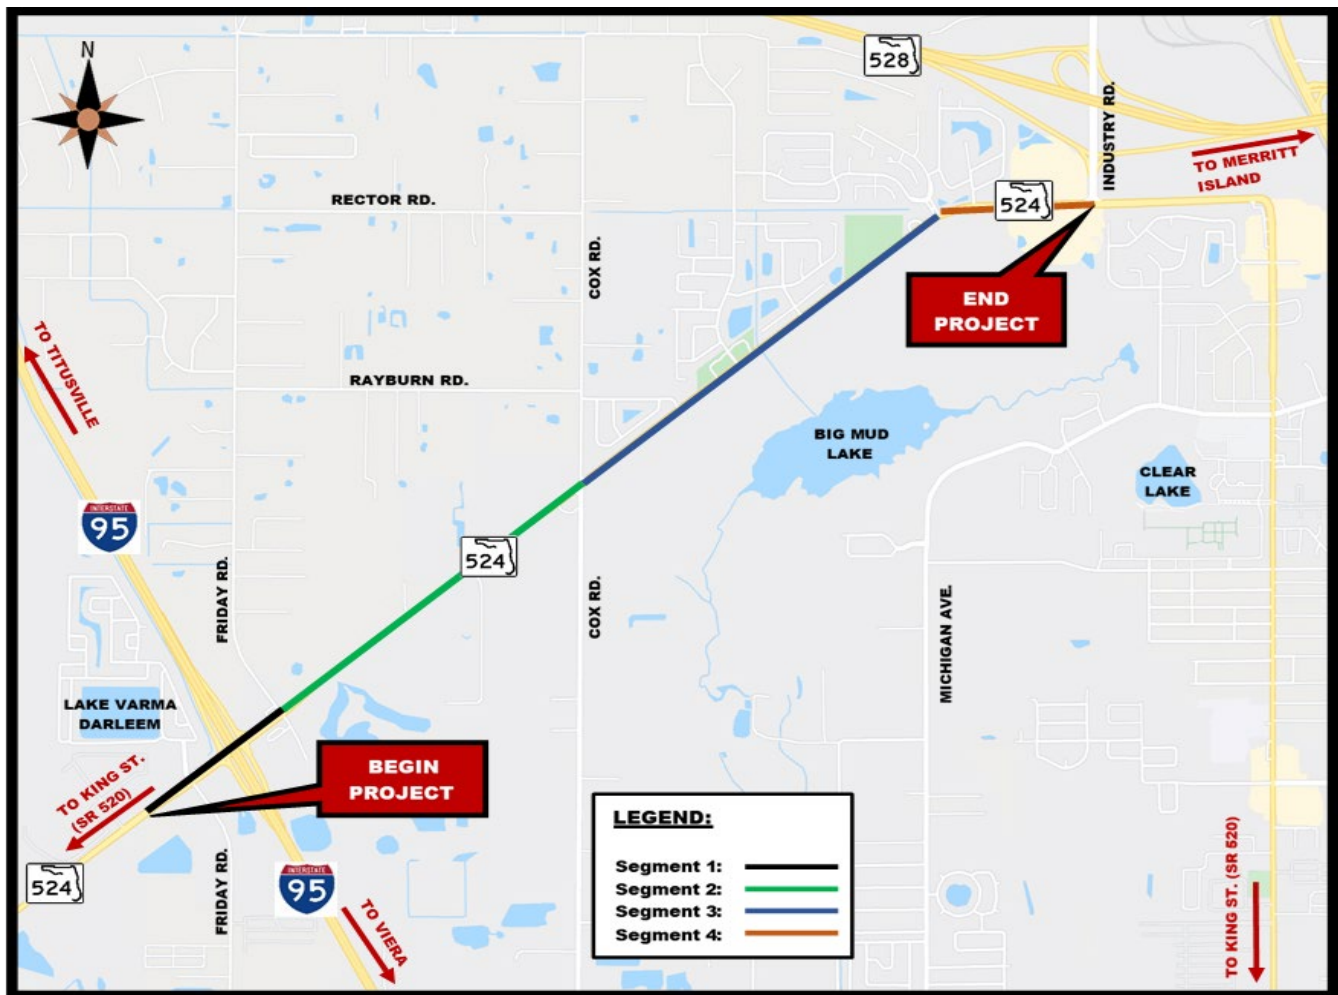 N
528
INDUSTRY RD.
TO MERRITT
ISLAND
RECTOR RD.
524
COX RD.
END
PROJECT
TO TITUSVILLE
RAYBURN RD.
BIG MUD
LAKE
CLEAR
LAKE
INTERSTATE
95
524
FRIDAY RD.
COX RD.
MICHIGAN AVE.
LAKE VARMA
DARLEEM
BEGIN
PROJECT
TO KING ST.
(SR 520)
LEGEND:
Segment 1:
Segment 2:
Segment 3:
Segment 4:
524
FRIDAY RD.
INTERSTATE
95
TO VIERA
TO KING ST. (SR 520)